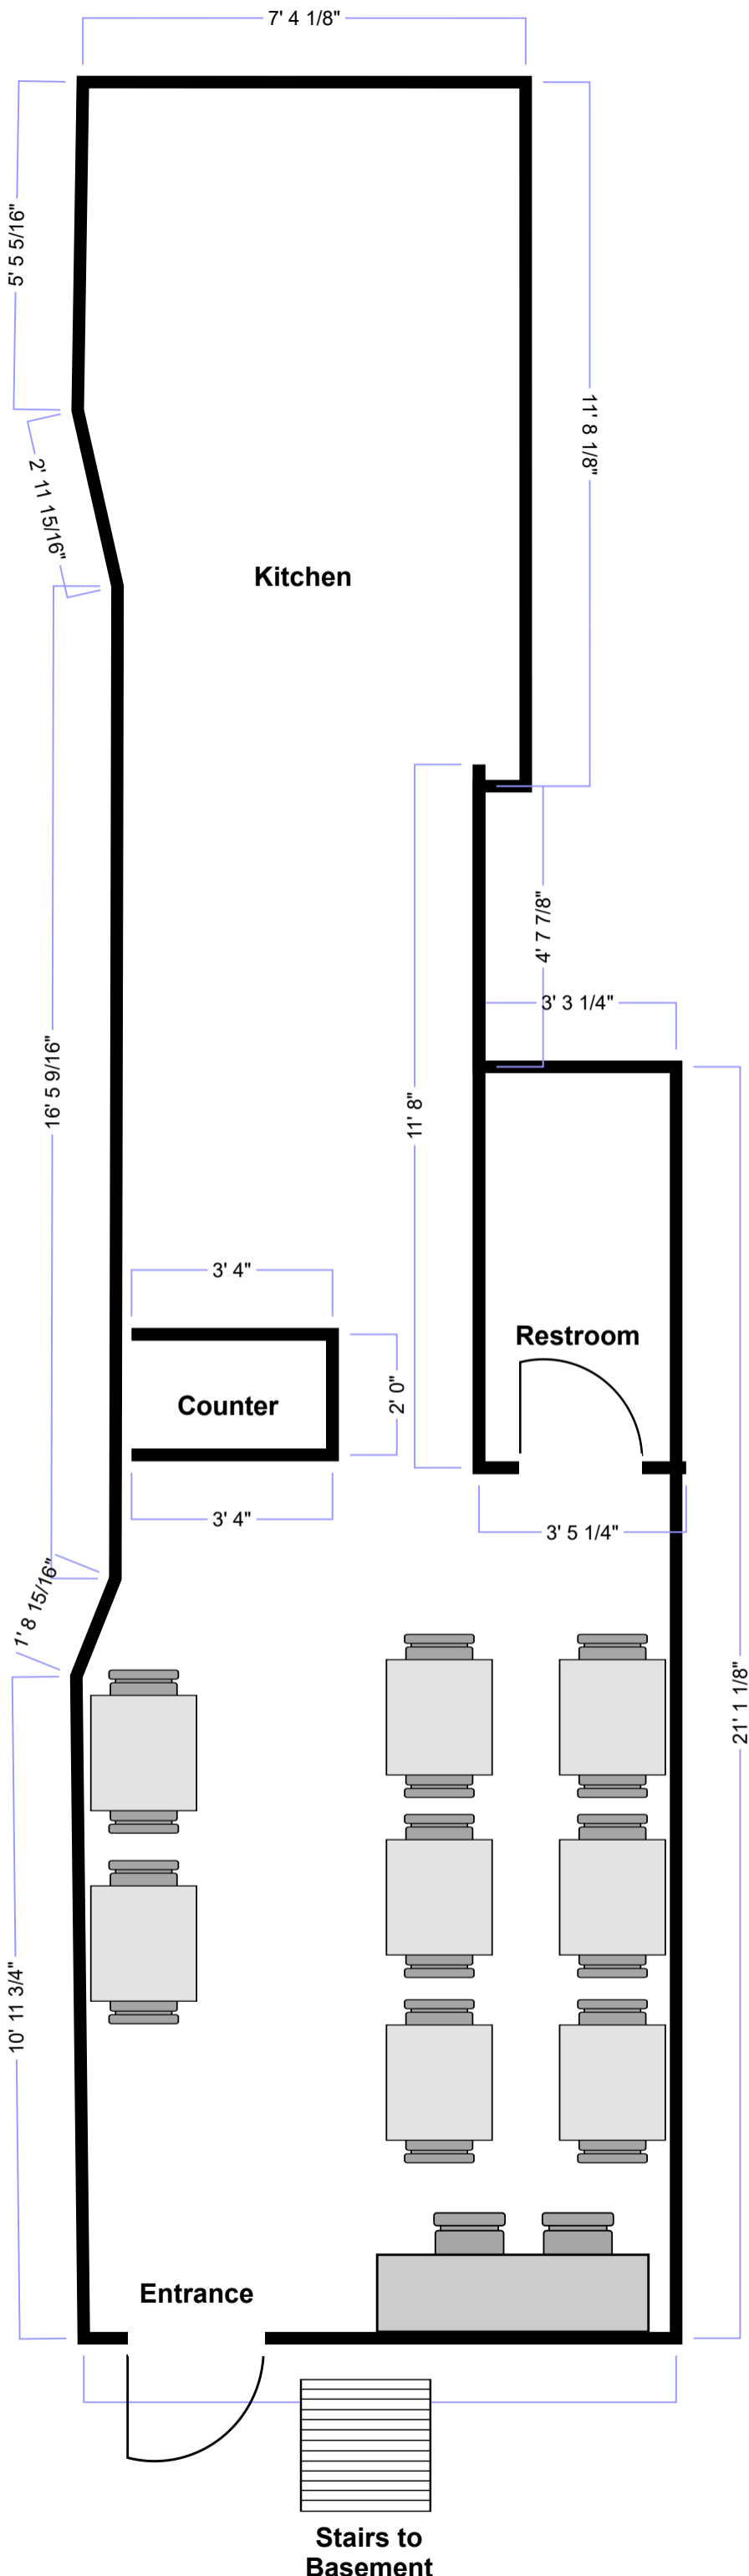 7' 4 1/8"
5' 5 5/16"
11' 8 1/8"
2' 11 15/16"
Kitchen
4' 7 7/8"
3' 3 1/4"
16' 5 9/16"
11' 8"
3' 4"
Restroom
2' 0"
Counter
3' 4"
3' 5 1/4"
1' 8 15/16"
21' 1 1/8"
10' 11 3/4"
Entrance
Stairs to
Basement